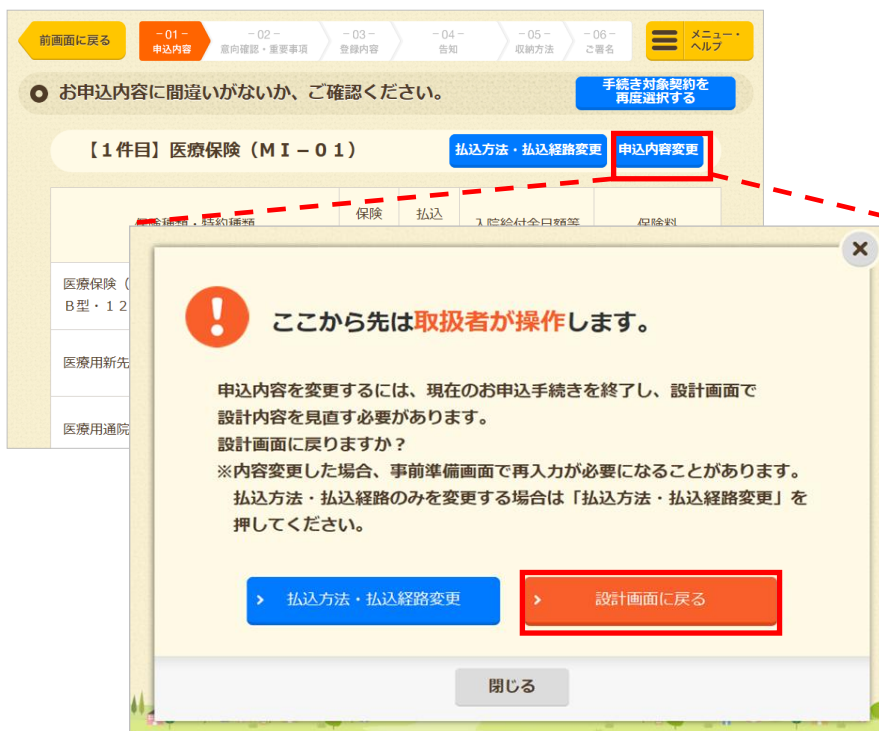 前画面に戻る
－01－
申込内容
－02－
意向確認・重要事項
－03－
登録内容
－04－
告知
－05－
収納方法
－06－
ご署名
メニュー・
ヘルプ
お申込内容に間違いがないか、ご確認ください。
手続き対象契約を
再度選択する
【1件目】医療保険（ＭＩ－０１）
払込方法・払込経路変更
申込内容変更
保険種類・特約種類
保険
払込
入院給付金日額等
保険料
医療保険（
Ｂ型・１２
医療用新先
医療用通院
ここから先は取扱者が操作します。
申込内容を変更するには、現在のお申込手続きを終了し、設計画面で
設計内容を見直す必要があります。
設計画面に戻りますか？
※内容変更した場合、事前準備画面で再入力が必要になることがあります。
払込方法・払込経路のみを変更する場合は「払込方法・払込経路変更」を
押してください。
払込方法・払込経路変更
設計画面に戻る
閉じる